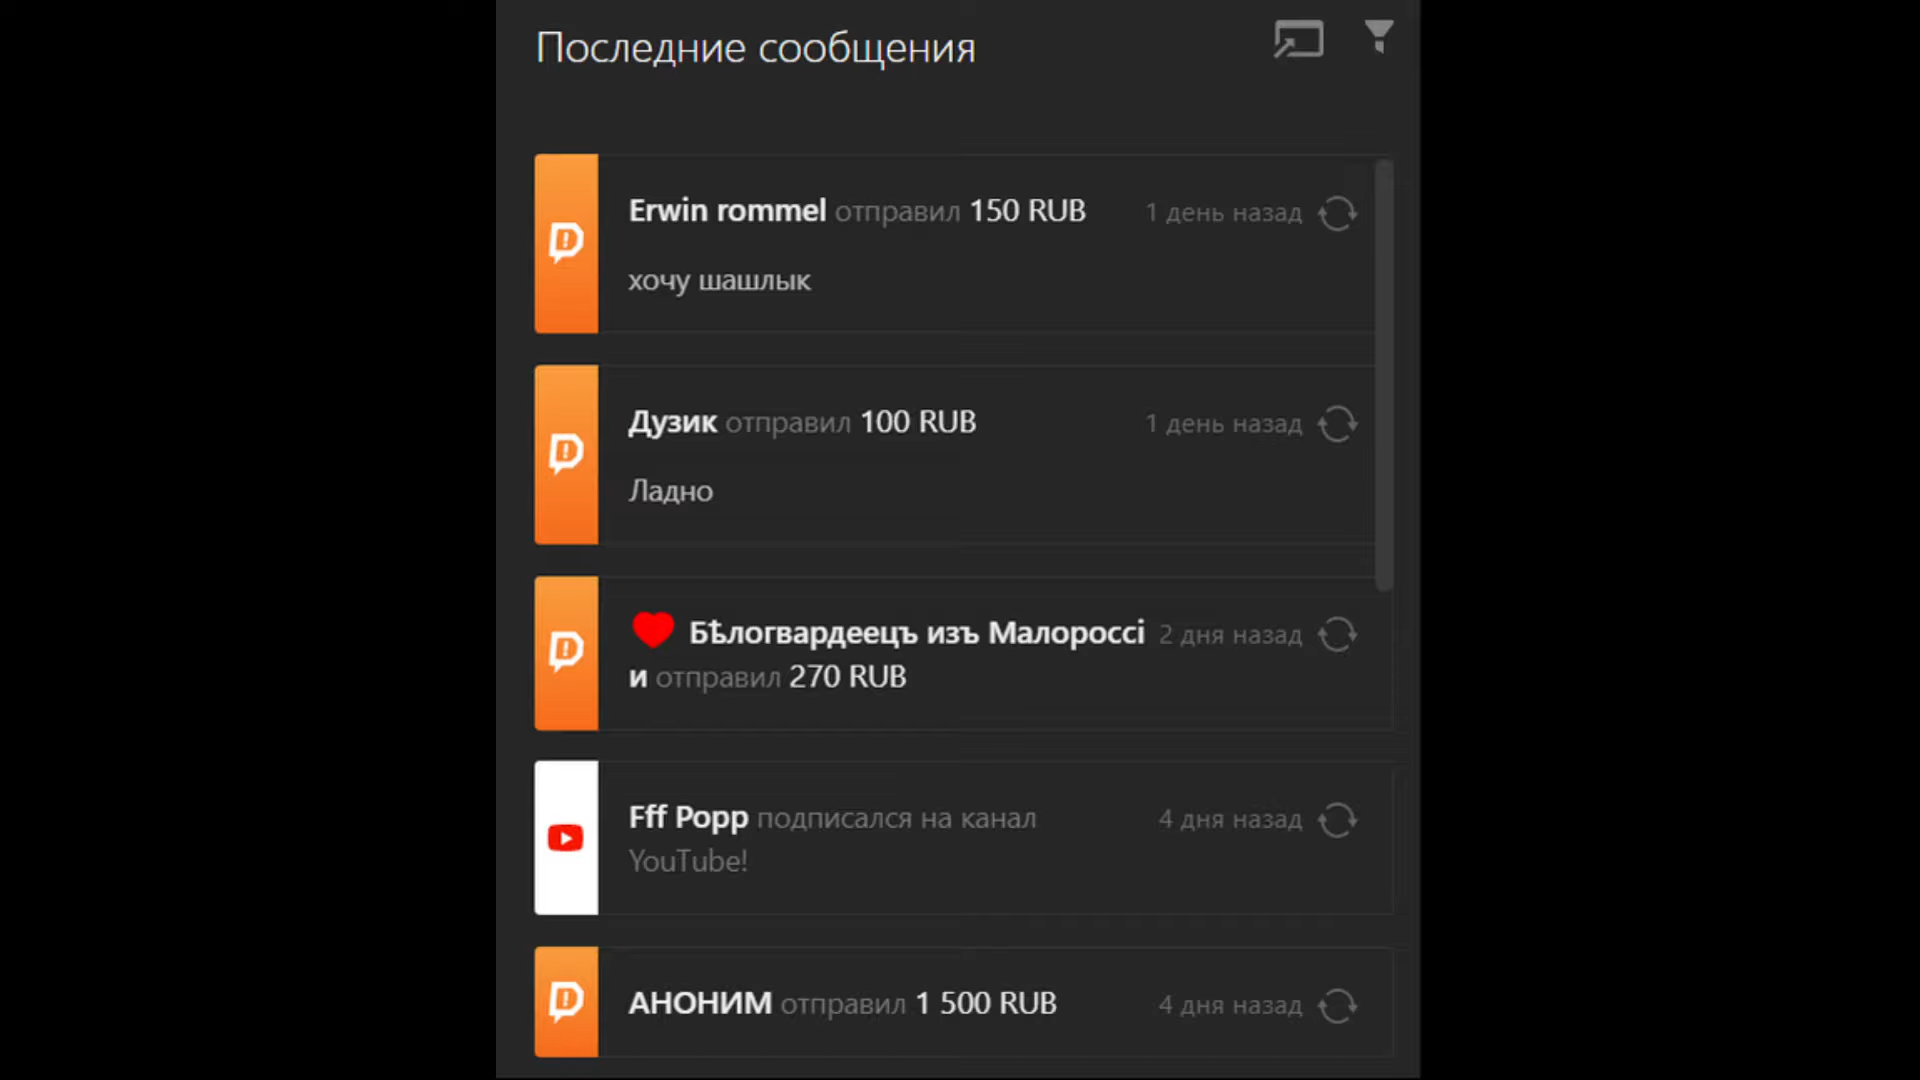 Последние сообщения
Erwin rommel отправил 150 RUB 1 день назад
хочу шашлык
Дузик отправил 100 RUB 1 день назад
Ладно
Бѣлогвардеецъ изъ Малороссі 2 дня назад
и отправил 270 RUB
Fff Popp подписался на канал 4 дня назад
YouTube!
АНОНИМ отправил 1 500 RUB 4 дня назад